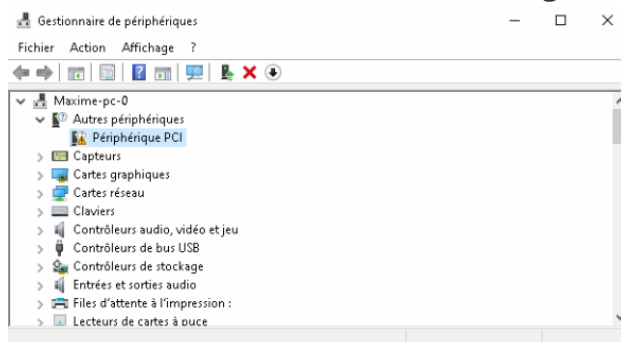 Gestionnaire de périphériques
Fichier Action Affichage ?
Maxime-pc-0
Autres périphériques
Périphérique PCI
Capteurs
Cartes graphiques
Cartes réseau
Claviers
Contrôleurs audio, vidéo et jeu
Contrôleurs de bus USB
Contrôleurs de stockage
Entrées et sorties audio
Files d'attente à l'impression :
Lecteurs de cartes à puce